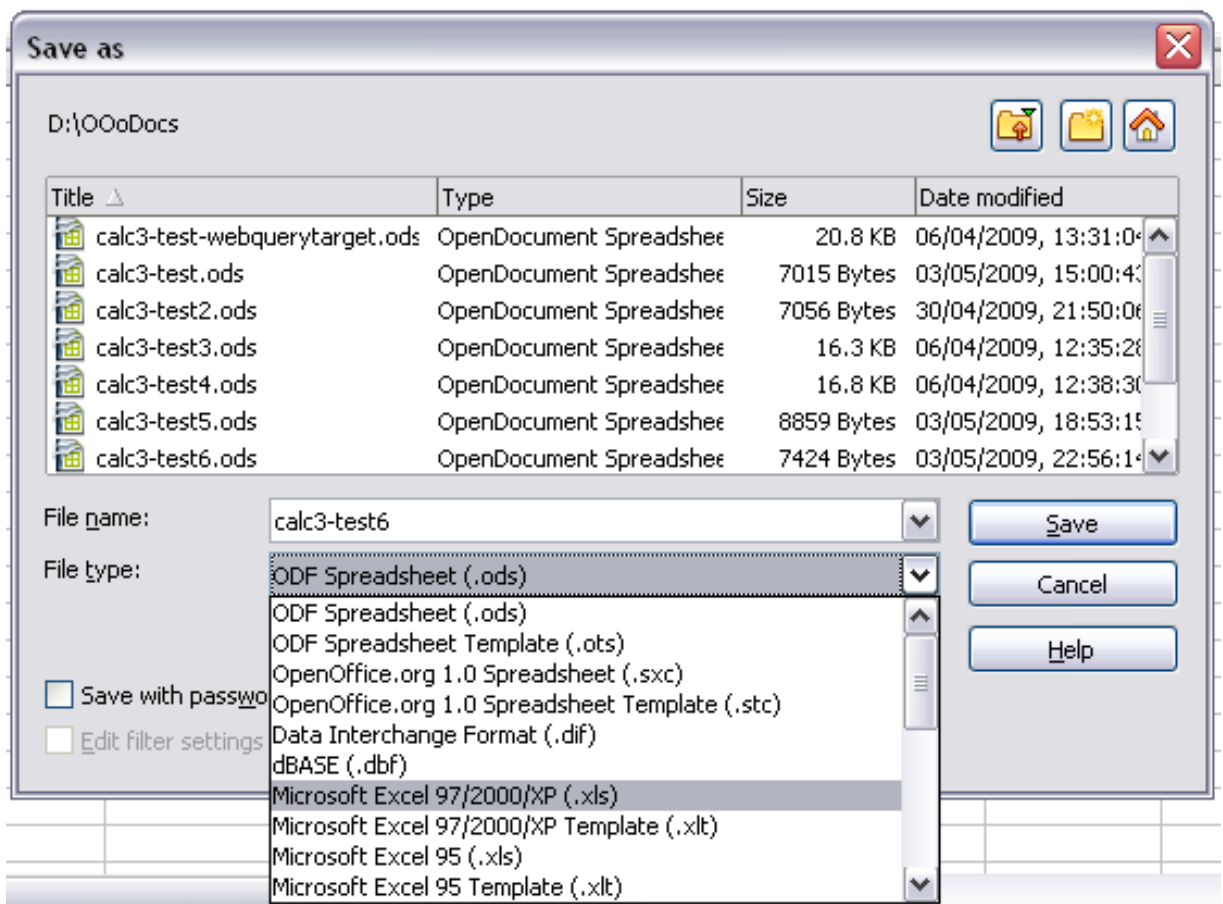 Save as
D:\OOoDocs
Title Type Size Date modified
calc3-test-webquerytarget.ods OpenDocument Spreadshee 20.8 KB 06/04/2009, 13:31:04
calc3-test.ods OpenDocument Spreadshee 7015 Bytes 03/05/2009, 15:00:43
calc3-test2.ods OpenDocument Spreadshee 7056 Bytes 30/04/2009, 21:50:06
calc3-test3.ods OpenDocument Spreadshee 16.3 KB 06/04/2009, 12:35:28
calc3-test4.ods OpenDocument Spreadshee 16.8 KB 06/04/2009, 12:38:30
calc3-test5.ods OpenDocument Spreadshee 8859 Bytes 03/05/2009, 18:53:15
calc3-test6.ods OpenDocument Spreadshee 7424 Bytes 03/05/2009, 22:56:14
File name: calc3-test6 Save
File type: ODF Spreadsheet (.ods) Cancel
ODF Spreadsheet (.ods)
ODF Spreadsheet Template (.ots)
Help
OpenOffice.org 1.0 Spreadsheet (.sxc)
Save with passwo
OpenOffice.org 1.0 Spreadsheet Template (.stc)
Edit filter settings
Data Interchange Format (.dif)
dBASE (.dbf)
Microsoft Excel 97/2000/XP (.xls)
Microsoft Excel 97/2000/XP Template (.xlt)
Microsoft Excel 95 (.xls)
Microsoft Excel 95 Template (.xlt)